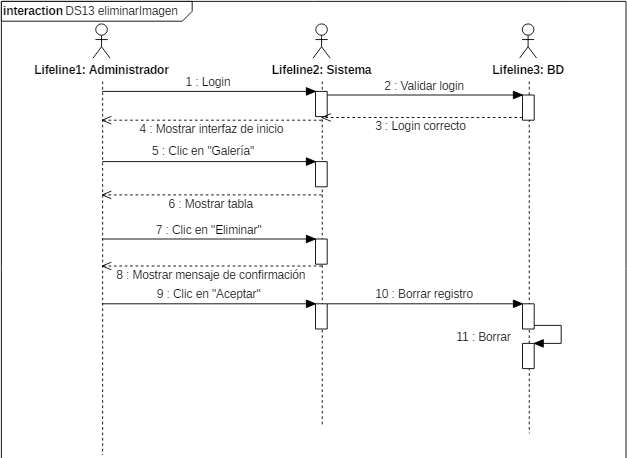 interaction DS13 eliminarImagen
Lifeline1: Administrador
Lifeline2: Sistema
Lifeline3: BD
1 : Login
2 : Validar login
3 : Login correcto
4 : Mostrar interfaz de inicio
5 : Clic en "Galería"
6 : Mostrar tabla
7 : Clic en "Eliminar"
8 : Mostrar mensaje de confirmación
9 : Clic en "Aceptar"
10 : Borrar registro
11 : Borrar